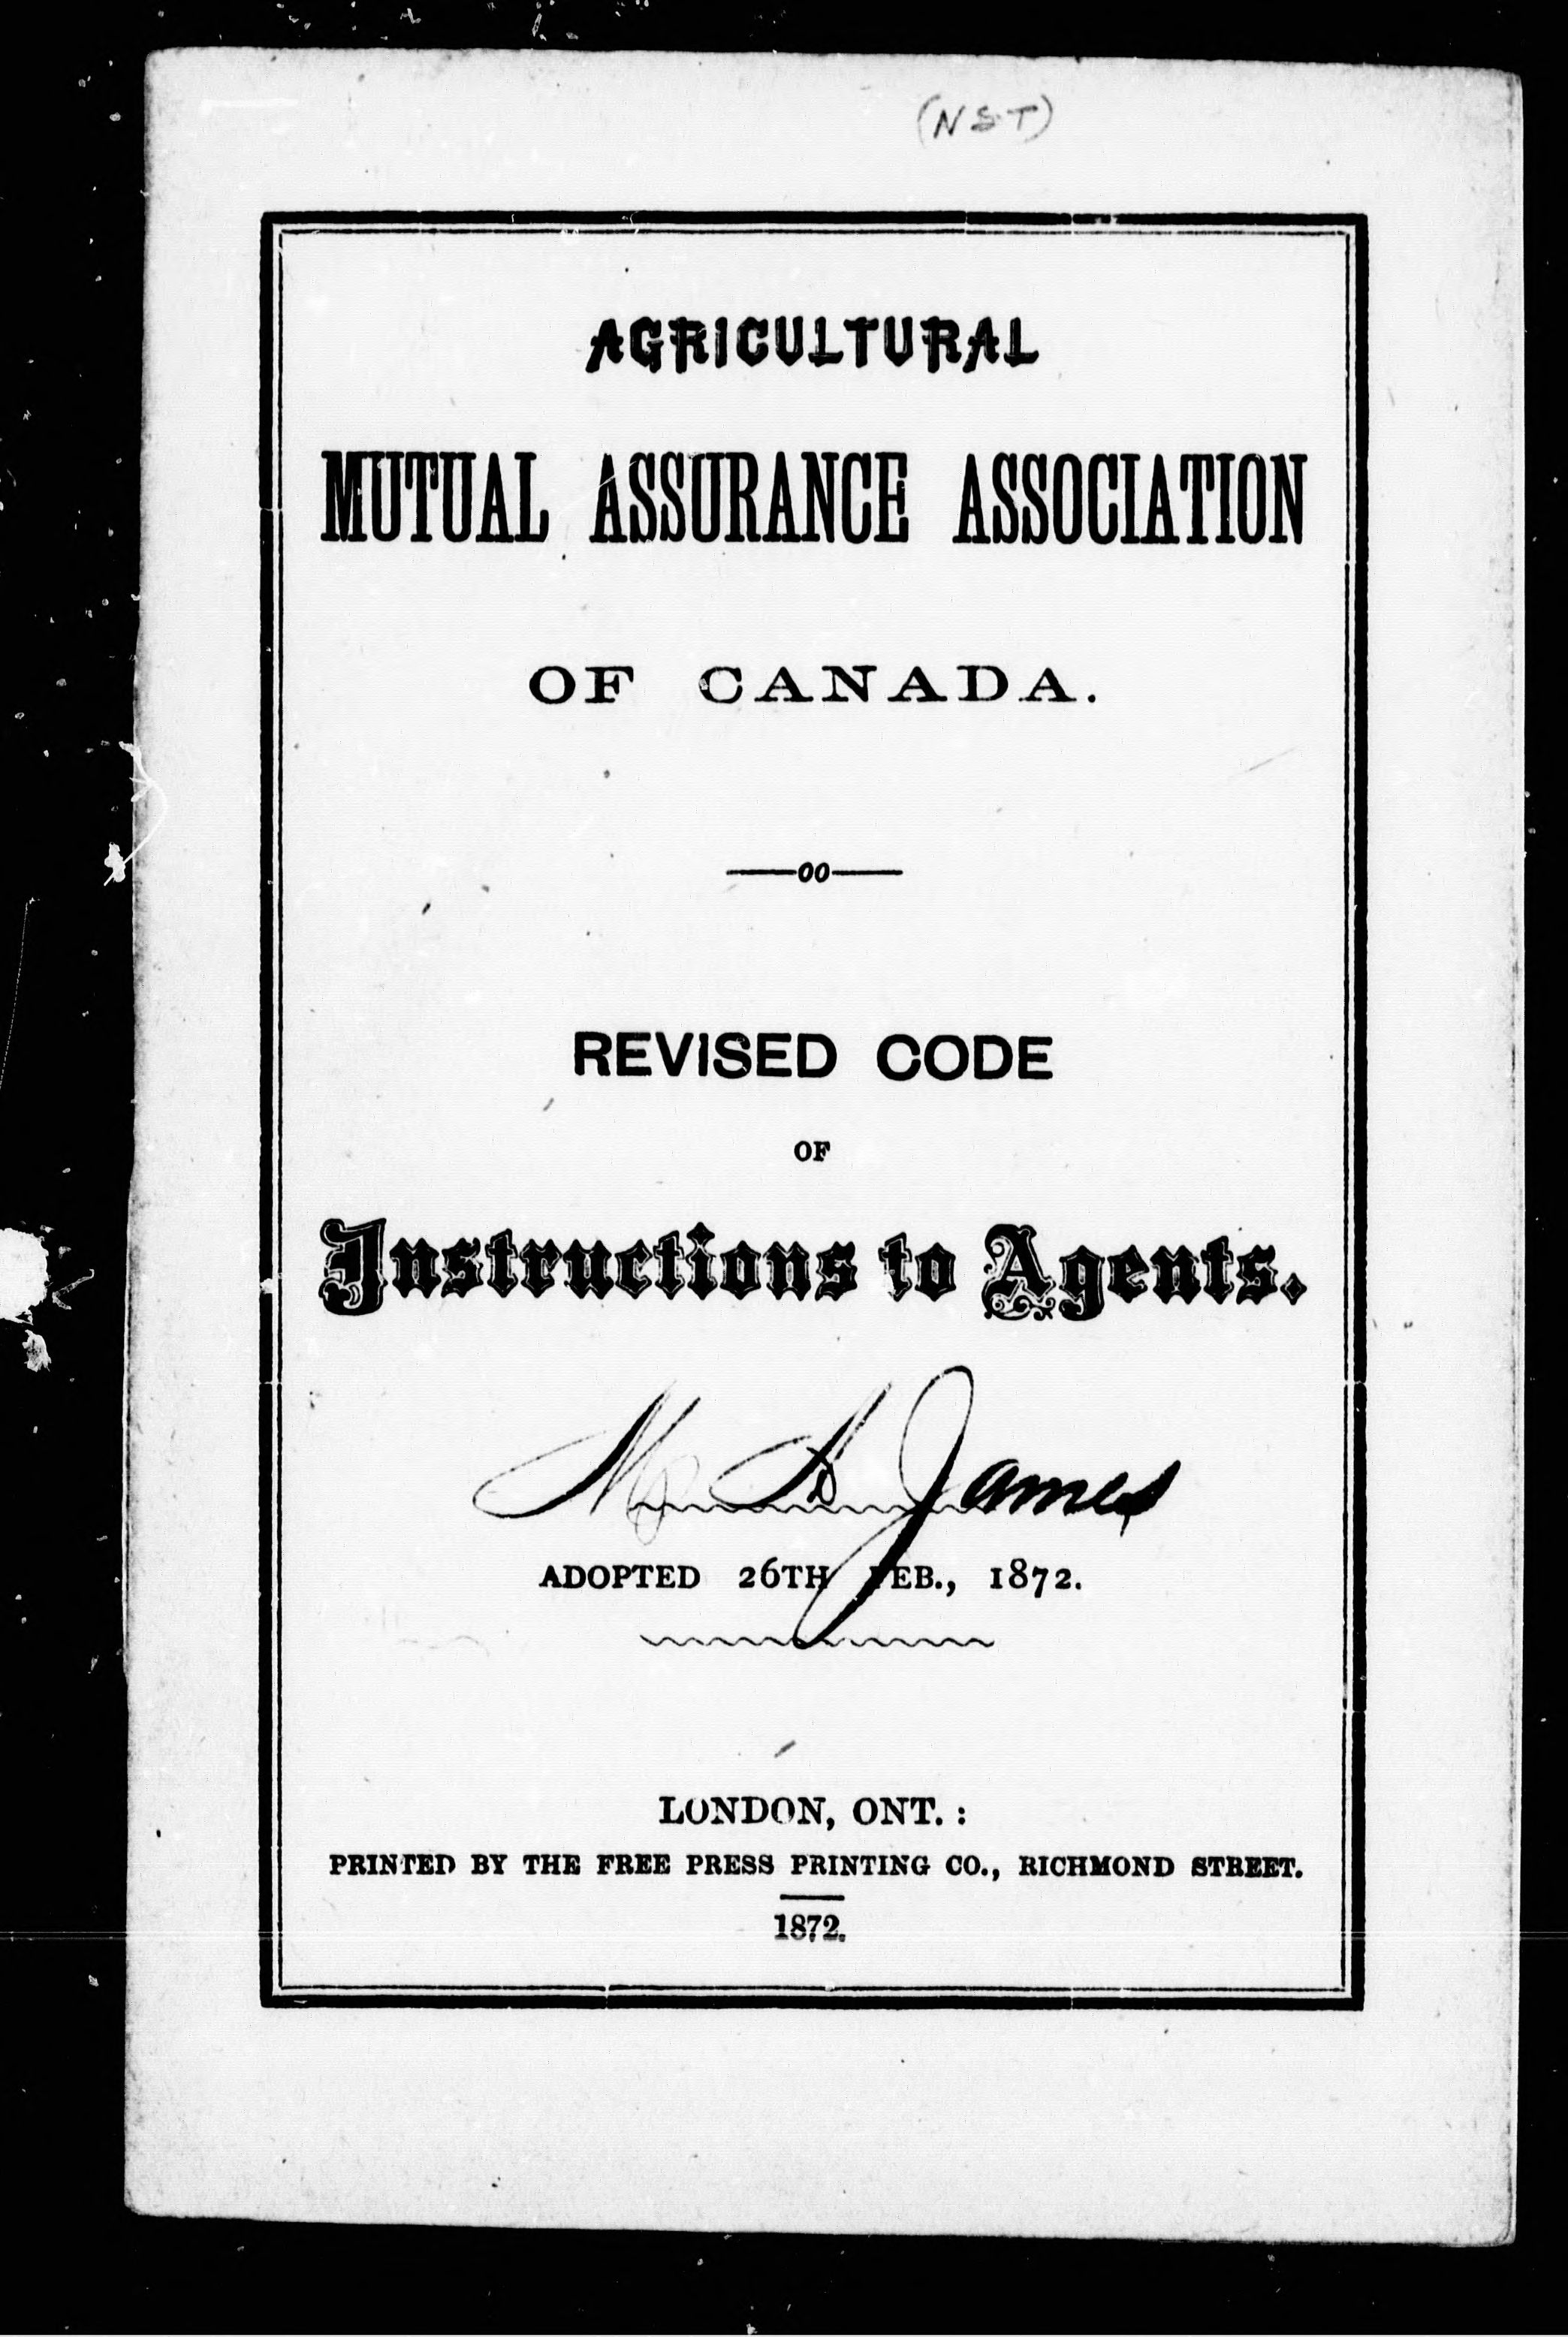 (NST)
AGRICULTURAL
MUTUAL ASSURANCE ASSOCIATION
OF CANADA.
oo
REVISED CODE
OF
Instructions to Agents.
James
ADOPTED 26TH FEB., 1872.
LONDON, ONT. :
PRINTED BY THE FREE PRESS PRINTING CO., RICHMOND STREET.
1872.